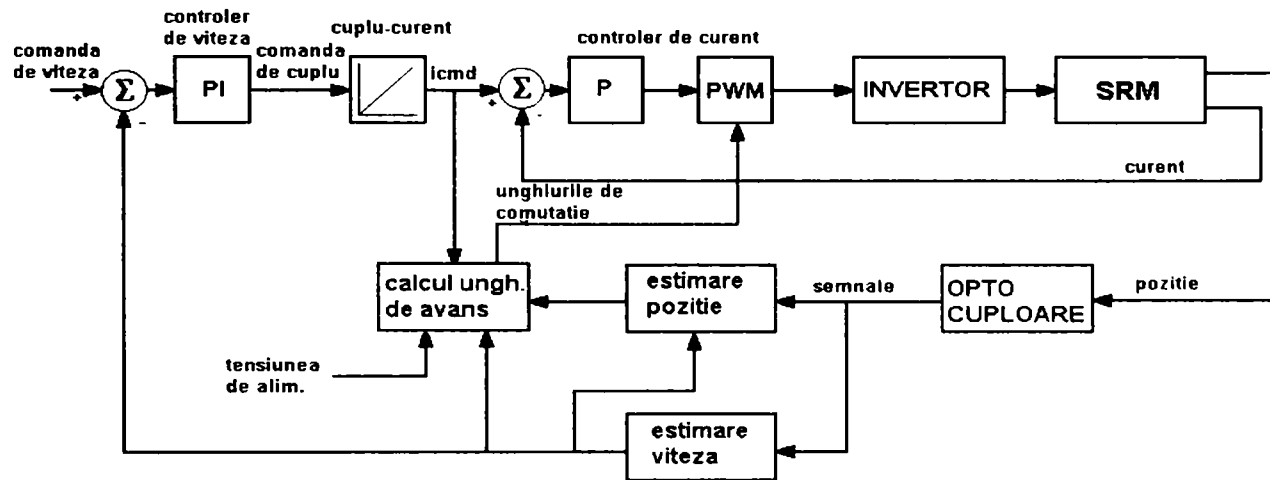 controler
de viteza
cuplu-curent
controler de curent
comanda
de viteza
comanda
de cuplu
icmd
+
Σ
-
PI
+
Σ
-
P
PWM
INVERTOR
SRM
curent
unghiurile de
comutatie
calcul ungh.
de avans
estimare
pozitie
semnale
OPTO
CUPLOARE
pozitie
tensiunea
de alim.
estimare
viteza